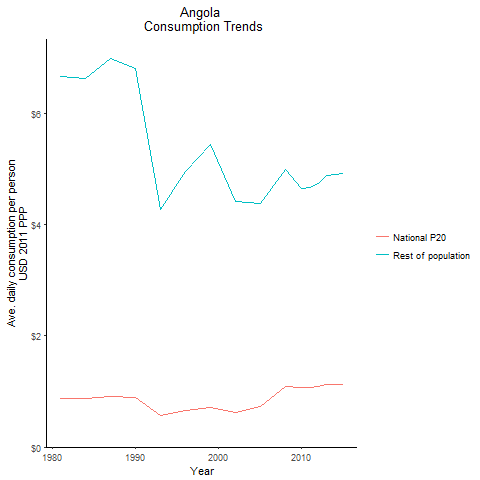 Angola
Consumption Trends
Ave. daily consumption per person
USD 2011 PPP
$6
$4
$2
$0
1980
1990
2000
2010
Year
National P20
Rest of population